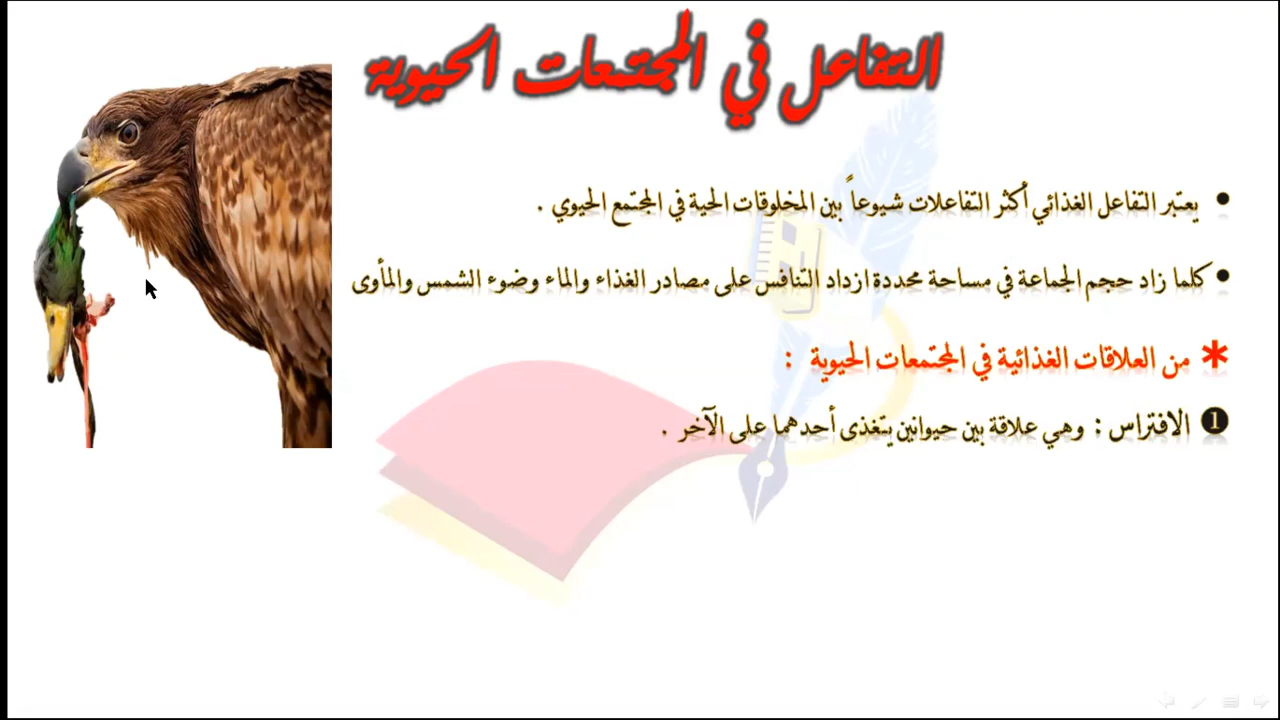 التفاعل في المجتمعات الحيوية
• يعتبر التفاعل الغذائي أكثر التفاعلات شيوعاً بين المخلوقات الحية في المجتمع الحيوي .
• كلما زاد حجم الجماعة في مساحة محددة ازداد التنافس على مصادر الغذاء والماء وضوء الشمس والمأوى
* من العلاقات الغذائية في المجتمعات الحيوية :
❶ الافتراس : وهي علاقة بين حيوانين يتغذى أحدهما على الآخر .